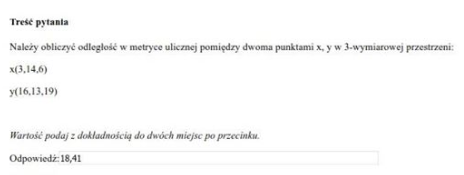 Treść pytania
Należy obliczyć odległość w metryce ulicznej pomiędzy dwoma punktami x, y w 3-wymiarowej przestrzeni:
x(3,14,6)
y(16,13,19)
Wartość podaj z dokładnością do dwóch miejsc po przecinku.
Odpowiedź: 18,41